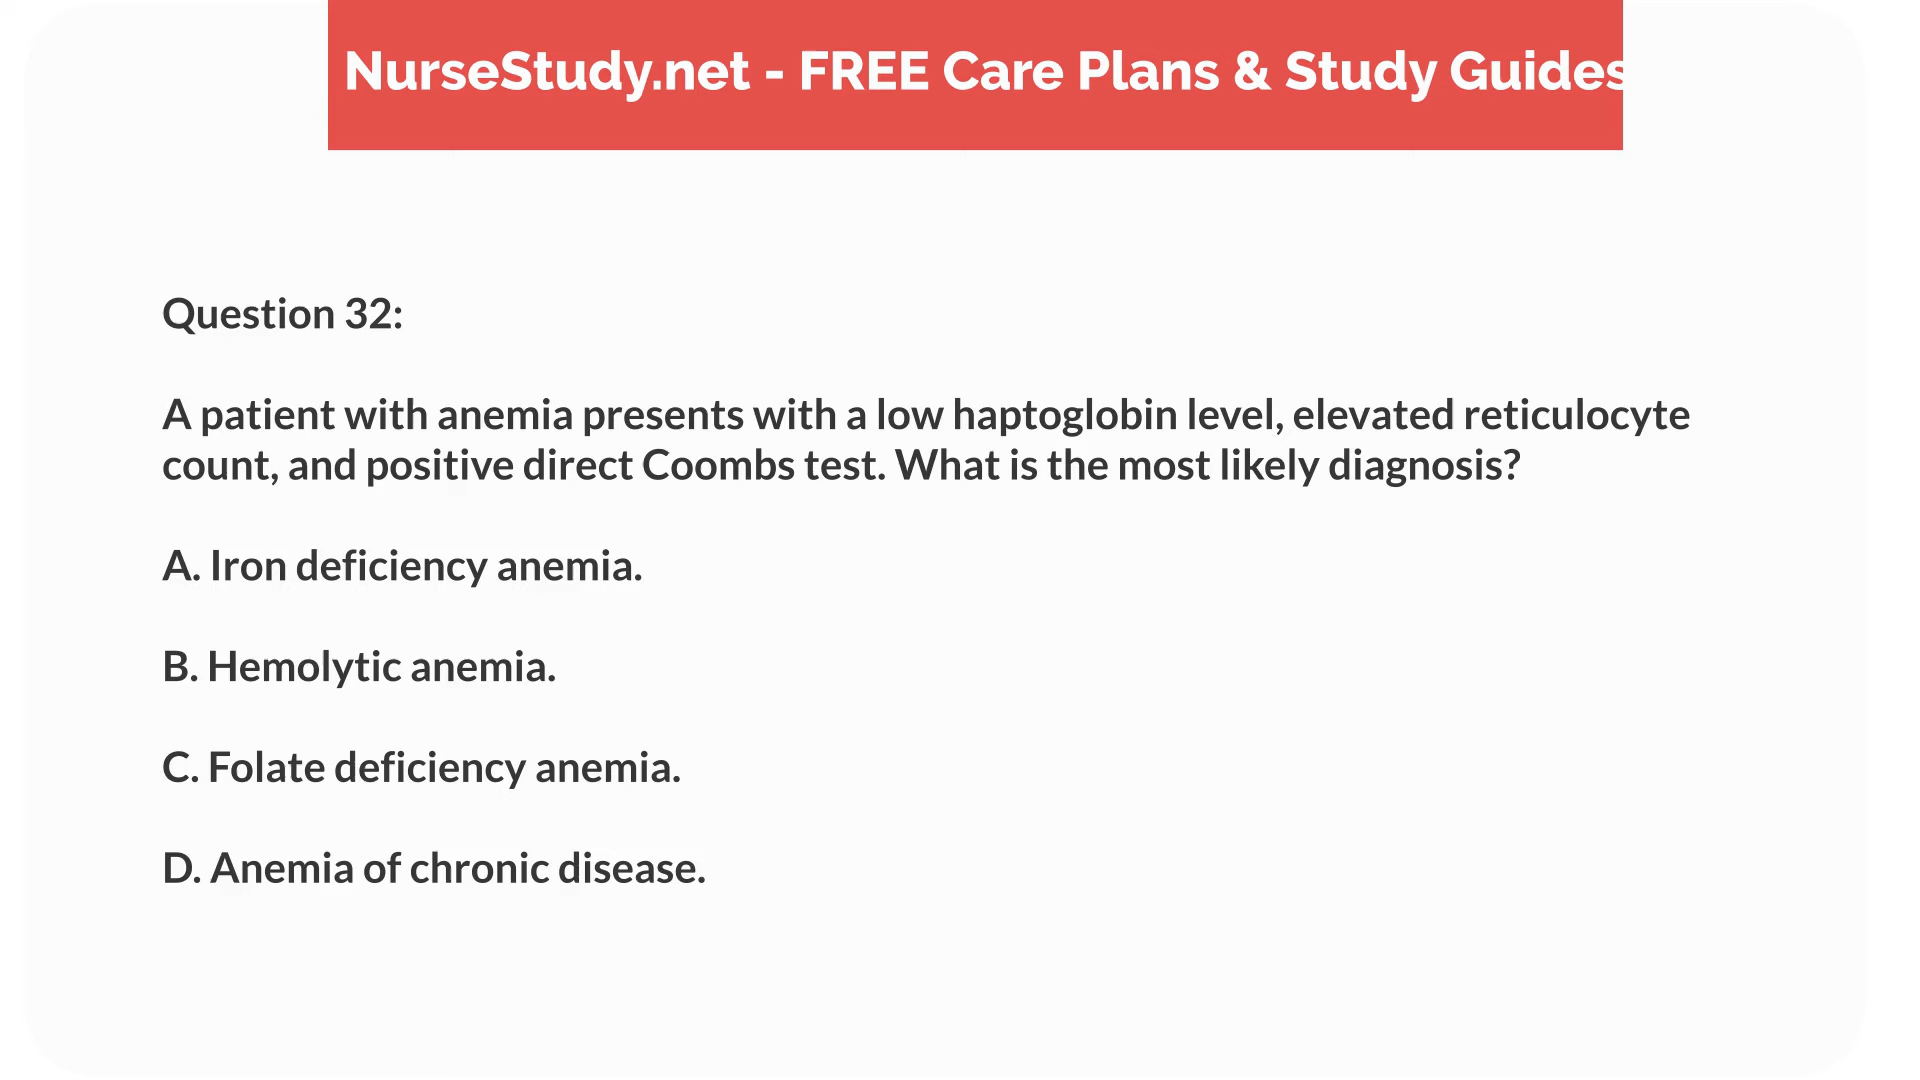 NurseStudy.net - FREE Care Plans & Study Guides
Question 32:
A patient with anemia presents with a low haptoglobin level, elevated reticulocyte
count, and positive direct Coombs test. What is the most likely diagnosis?
A. Iron deficiency anemia.
B. Hemolytic anemia.
C. Folate deficiency anemia.
D. Anemia of chronic disease.